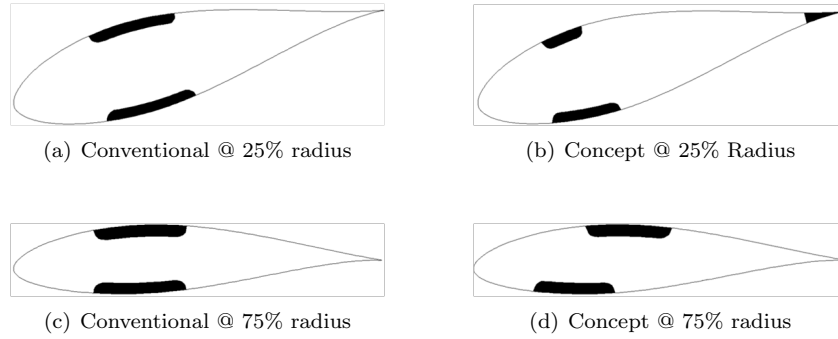 (a) Conventional @ 25% radius
(b) Concept @ 25% Radius
(c) Conventional @ 75% radius
(d) Concept @ 75% radius